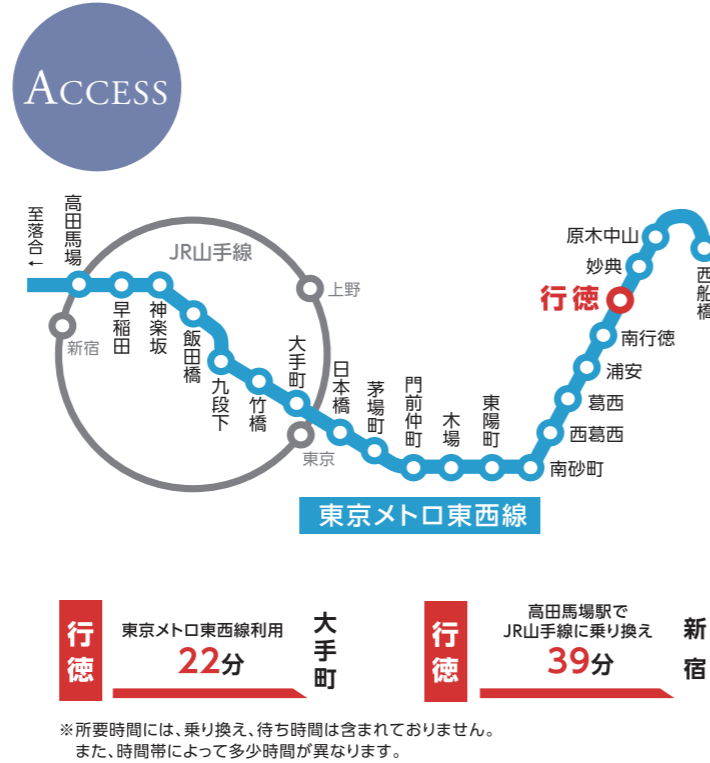 ACCESS
至落合←
高田馬場
JR山手線
新宿
上野
東京
早稲田
神楽坂
飯田橋
九段下
竹橋
大手町
日本橋
茅場町
門前仲町
木場
東陽町
南砂町
西葛西
葛西
浦安
南行徳
行徳
妙典
原木中山
西船橋
東京メトロ東西線
行徳
東京メトロ東西線利用
22分
大手町
行徳
高田馬場駅で
JR山手線に乗り換え
39分
新宿
※所要時間には、乗り換え、待ち時間は含まれておりません。
また、時間帯によって多少時間が異なります。